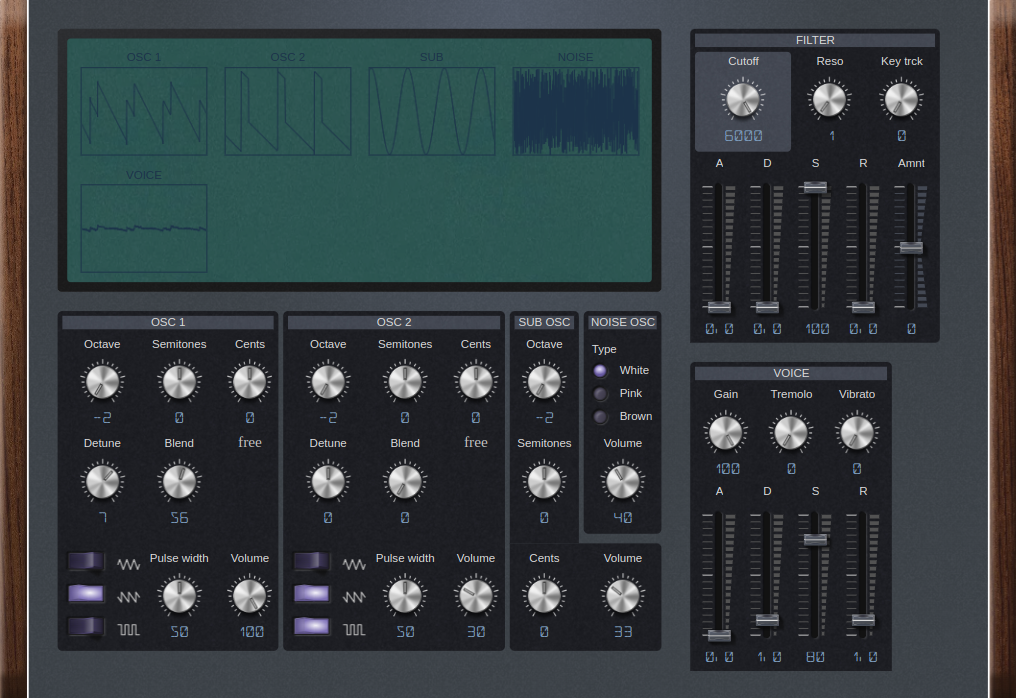 OSC 1 OSC 2 SUB NOISE
VOICE
FILTER
Cutoff Reso Key trck
6000 1 0
A D S R Amnt
0. 0 0. 0 100 0. 0 0
OSC 1
Octave Semitones Cents
-2 0 0
Detune Blend free
7 56
Pulse width Volume
50 100
OSC 2
Octave Semitones Cents
-2 0 0
Detune Blend free
0 0
Pulse width Volume
50 30
SUB OSC
Octave
-2
Semitones
0
Cents
0
Volume
33
NOISE OSC
Type
White
Pink
Brown
Volume
40
VOICE
Gain Tremolo Vibrato
100 0 0
A D S R
0. 0 1. 0 80 1. 0